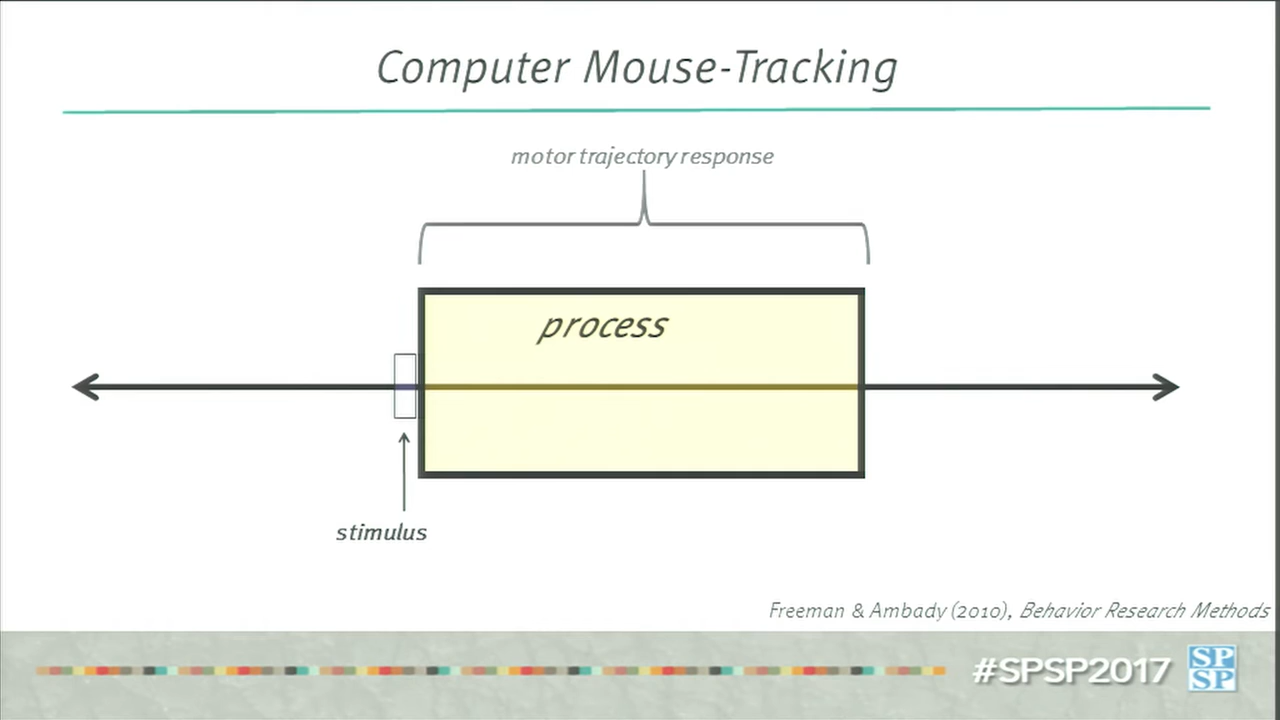 Computer Mouse-Tracking
motor trajectory response
process
stimulus
Freeman & Ambady (2010), Behavior Research Methods
#SPSP2017
SP
SP